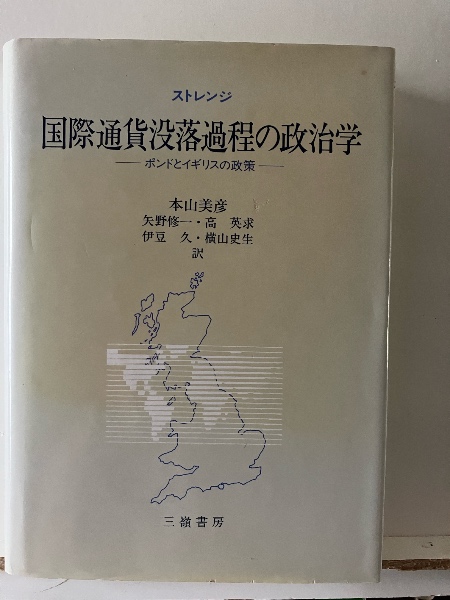 ストレンジ
国際通貨没落過程の政治学
――ポンドとイギリスの政策――
本山美彦
矢野修一・高 英求
伊豆 久・横山史生
訳
三嶺書房